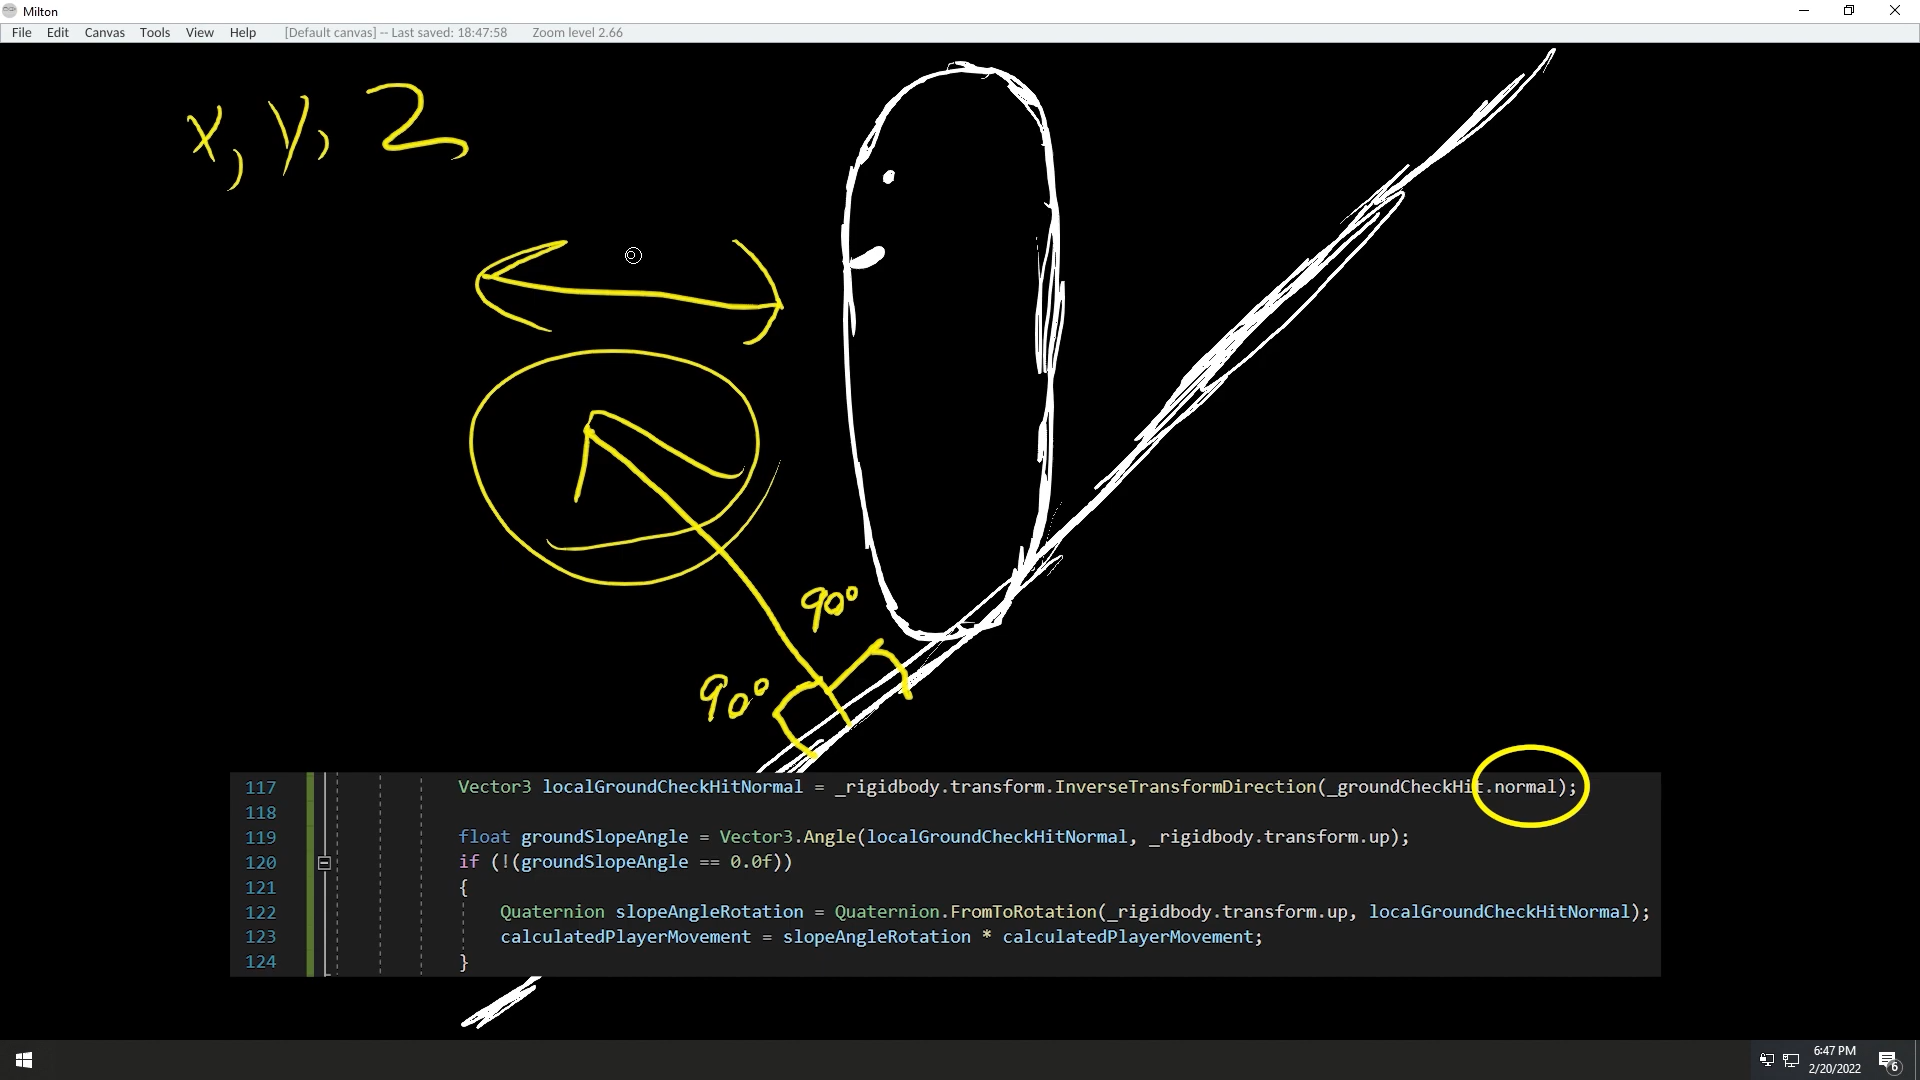 Milton
File Edit Canvas Tools View Help [Default canvas] -- Last saved: 18:47:58 Zoom level 2.66
x, y, z
90°
90°
117 Vector3 localGroundCheckHitNormal = _rigidbody.transform.InverseTransformDirection(_groundCheckHit.normal);
118
119 float groundSlopeAngle = Vector3.Angle(localGroundCheckHitNormal, _rigidbody.transform.up);
120 if (!(groundSlopeAngle == 0.0f))
121 {
122 Quaternion slopeAngleRotation = Quaternion.FromToRotation(_rigidbody.transform.up, localGroundCheckHitNormal);
123 calculatedPlayerMovement = slopeAngleRotation * calculatedPlayerMovement;
124 }
6:47 PM
2/20/2022
6